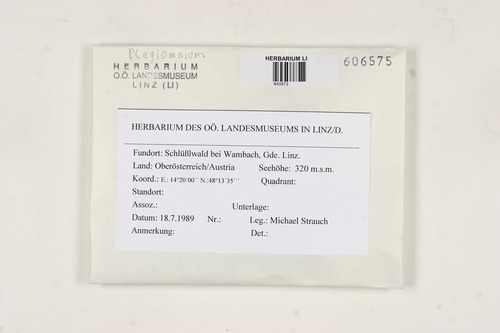 Plagiomnium
HERBARIUM
O.Ö. LANDESMUSEUM
LINZ (LI)
HERBARIUM LI
606575
HERBARIUM DES OÖ. LANDESMUSEUMS IN LINZ/D.
Fundort: Schlüßlwald bei Wambach, Gde. Linz.
Land: Oberösterreich/Austria Seehöhe: 320 m.s.m.
Koord.: E.: 14°20'00'' N.:48°13'35'' Quadrant:
Standort:
Assoz.: Unterlage:
Datum: 18.7.1989 Nr.: Leg.: Michael Strauch
Anmerkung: Det.: